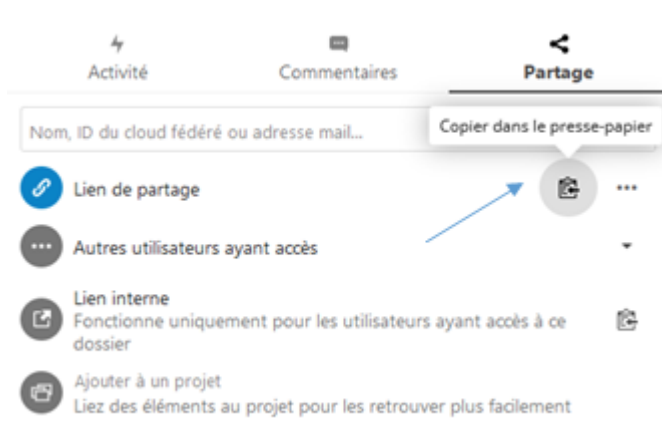 Activité
Commentaires
Partage
Nom, ID du cloud fédéré ou adresse mail...
Copier dans le presse-papier
Lien de partage
Autres utilisateurs ayant accès
Lien interne
Fonctionne uniquement pour les utilisateurs ayant accès à ce
dossier
Ajouter à un projet
Liez des éléments au projet pour les retrouver plus facilement